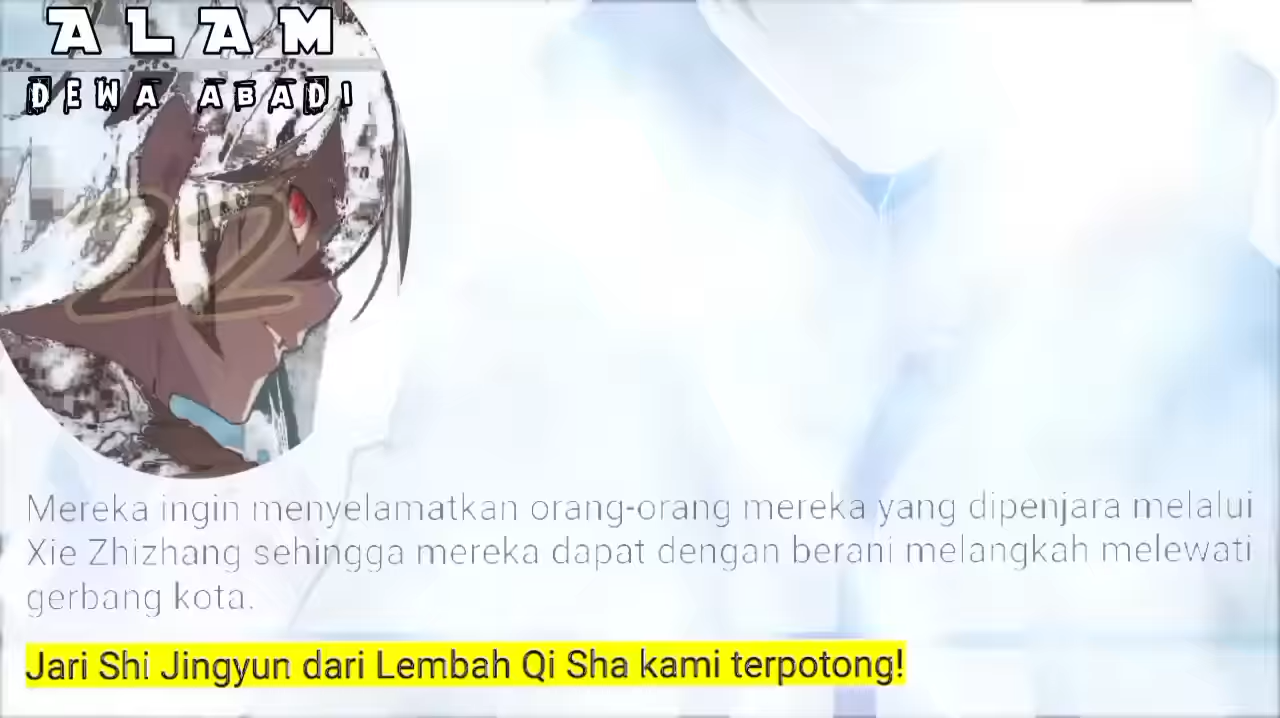 ALAM
DEWA ABADI
212
Mereka ingin menyelamatkan orang-orang mereka yang dipenjara melalui
Xie Zhizhang sehingga mereka dapat dengan berani melangkah melewati
gerbang kota.
Jari Shi Jingyun dari Lembah Qi Sha kami terpotong!